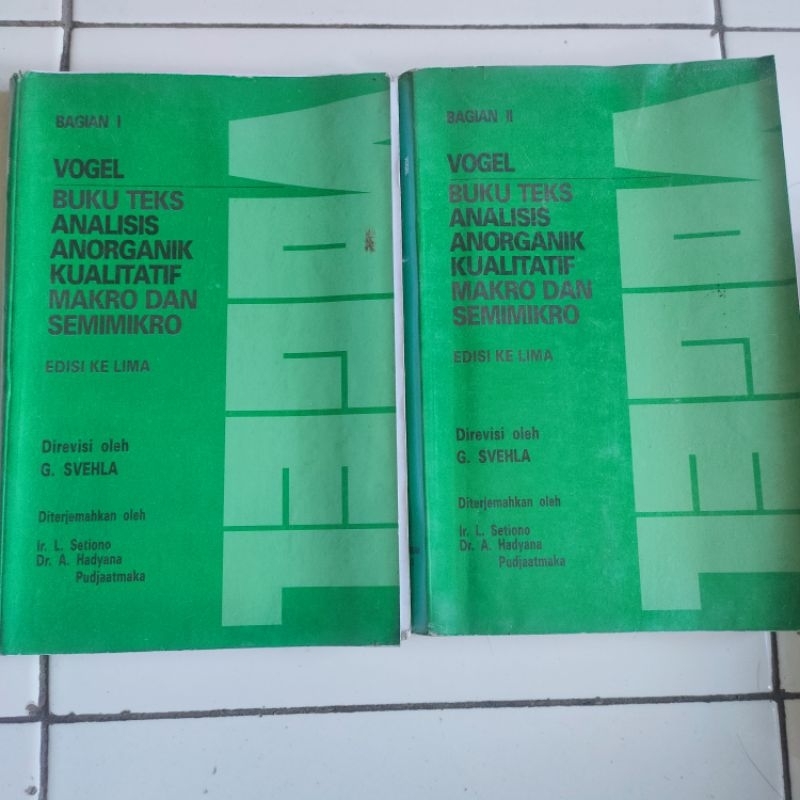 BAGIAN I
VOGEL
BUKU TEKS
ANALISIS
ANORGANIK
KUALITATIF
MAKRO DAN
SEMIMIKRO
EDISI KE LIMA
Direvisi oleh
G. SVEHLA
Diterjemahkan oleh
Ir. L. Setiono
Dr. A. Hadyana
Pudjaatmaka
VOGEL
BAGIAN II
VOGEL
BUKU TEKS
ANALISIS
ANORGANIK
KUALITATIF
MAKRO DAN
SEMIMIKRO
EDISI KE LIMA
Direvisi oleh
G. SVEHLA
Diterjemahkan oleh
Ir. L. Setiono
Dr. A. Hadyana
Pudjaatmaka
VOGEL